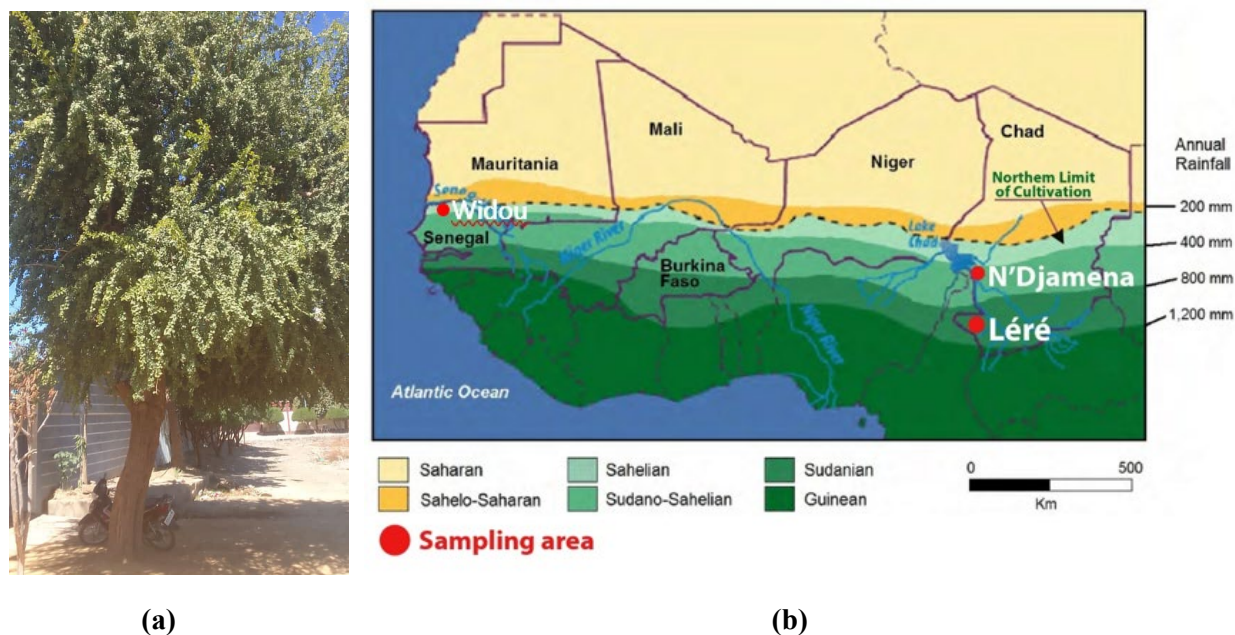 Mali
Chad
Mauritania
Niger
Annual
Rainfall
Northern Limit
of Cultivation
Widou
200 mm
Senegal
Niger River
Lake
Chad
400 mm
Burkina
Faso
N'Djamena
800 mm
Léré
1,200 mm
Niger River
Atlantic Ocean
Saharan
Sahelian
Sudanian
0
500
Sahelo-Saharan
Sudano-Sahelian
Guinean
Km
Sampling area
(a)
(b)